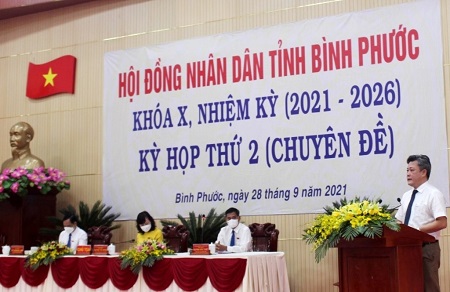 HỘI ĐỒNG NHÂN DÂN TỈNH BÌNH PHƯỚC
KHÓA X, NHIỆM KỲ (2021 - 2026)
KỲ HỌP THỨ 2 (CHUYÊN ĐỀ)
Bình Phước, ngày 28 tháng 9 năm 2021